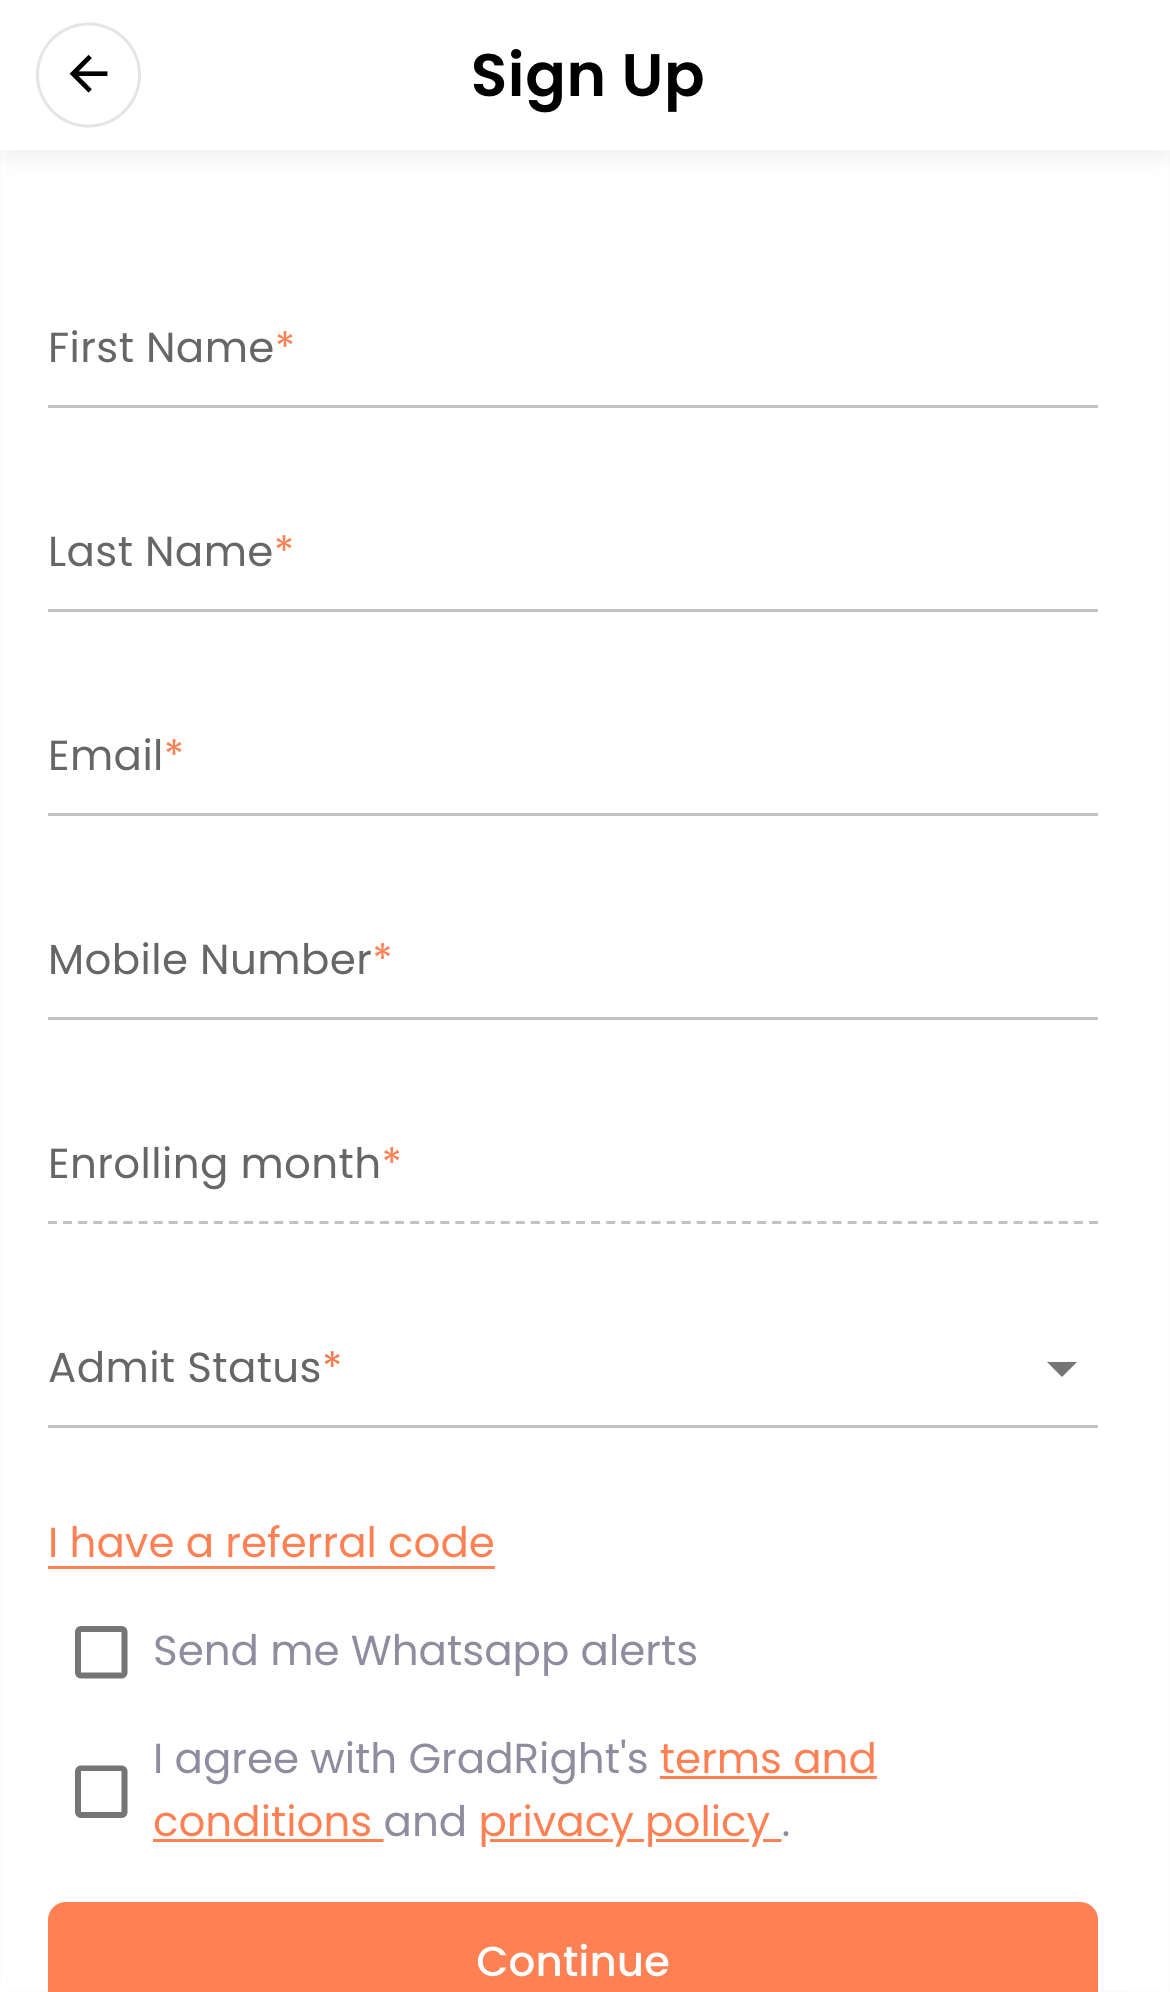 Sign Up
First Name*
Last Name*
Email*
Mobile Number*
Enrolling month*
Admit Status*
I have a referral code
Send me Whatsapp alerts
I agree with GradRight's terms and
conditions and privacy policy .
Continue